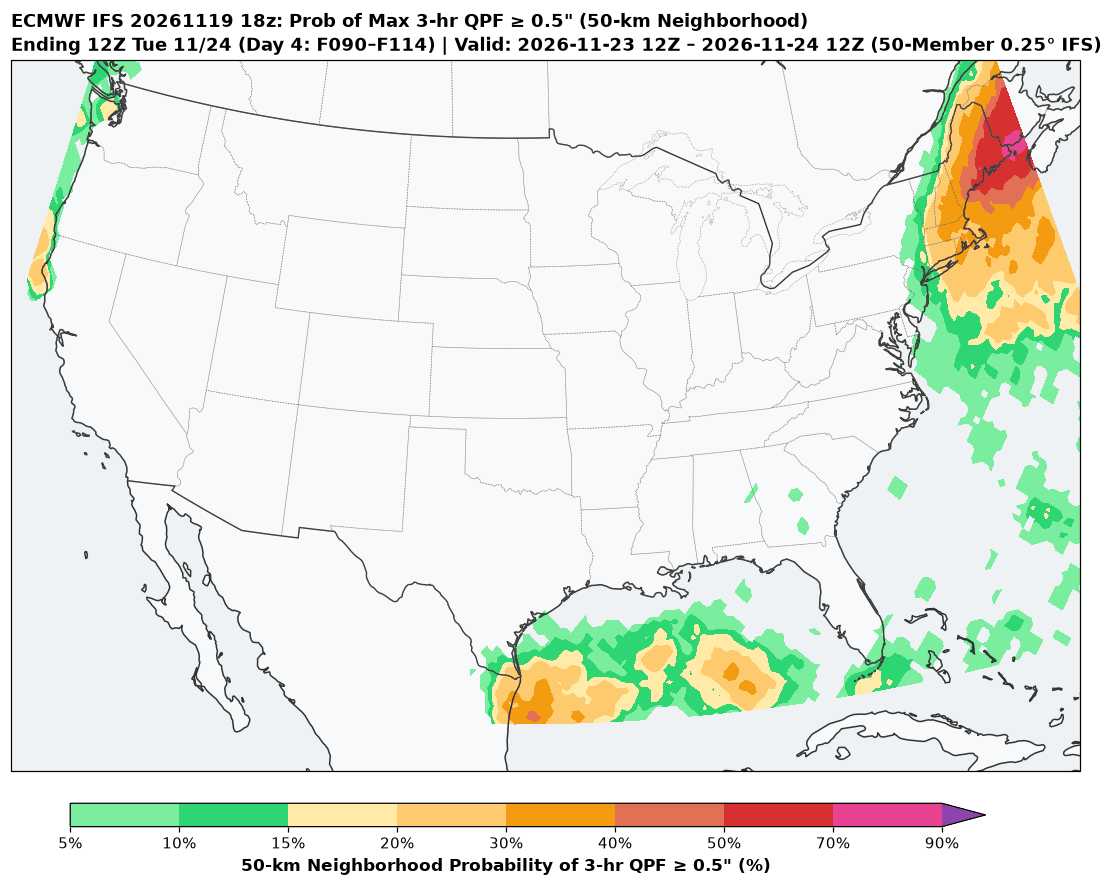 ECMWF IFS 20261119 18z: Prob of Max 3-hr QPF ≥ 0.5" (50-km Neighborhood)
Ending 12Z Tue 11/24 (Day 4: F090–F114) | Valid: 2026-11-23 12Z – 2026-11-24 12Z (50-Member 0.25° IFS)
5% 10% 15% 20% 30% 40% 50% 70% 90%
50-km Neighborhood Probability of 3-hr QPF ≥ 0.5" (%)